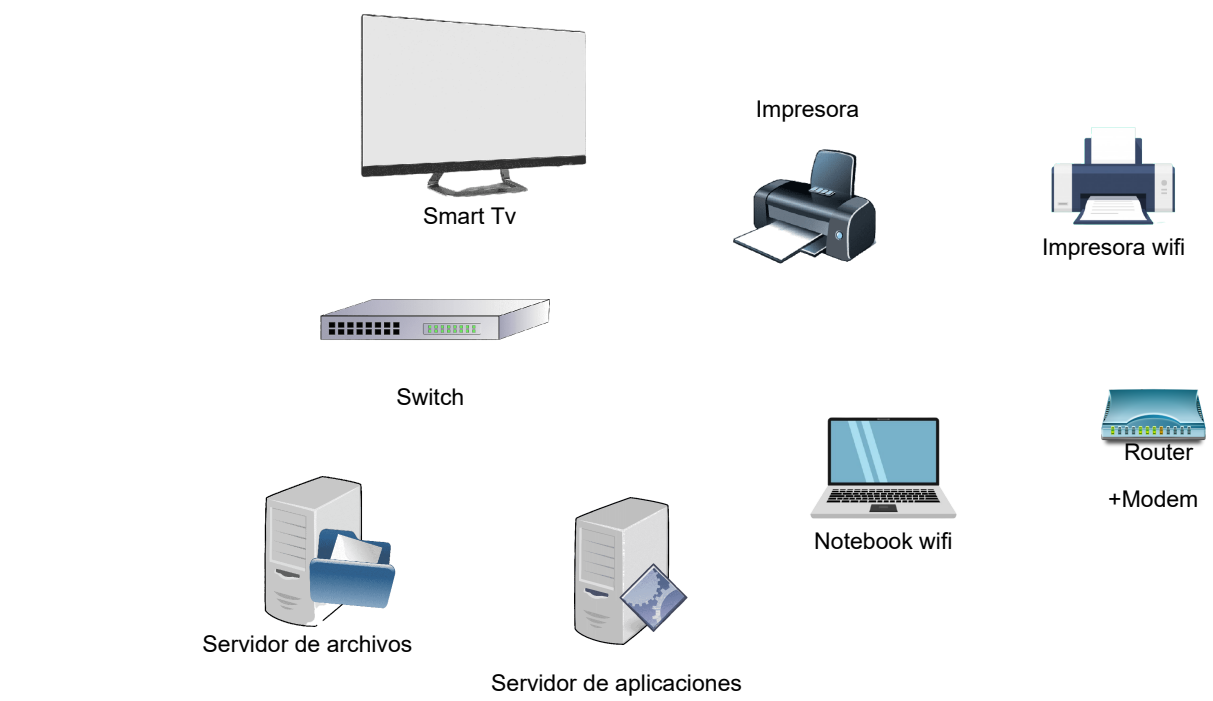 Impresora
Smart Tv
Impresora wifi
Switch
Router
+Modem
Notebook wifi
Servidor de archivos
Servidor de aplicaciones